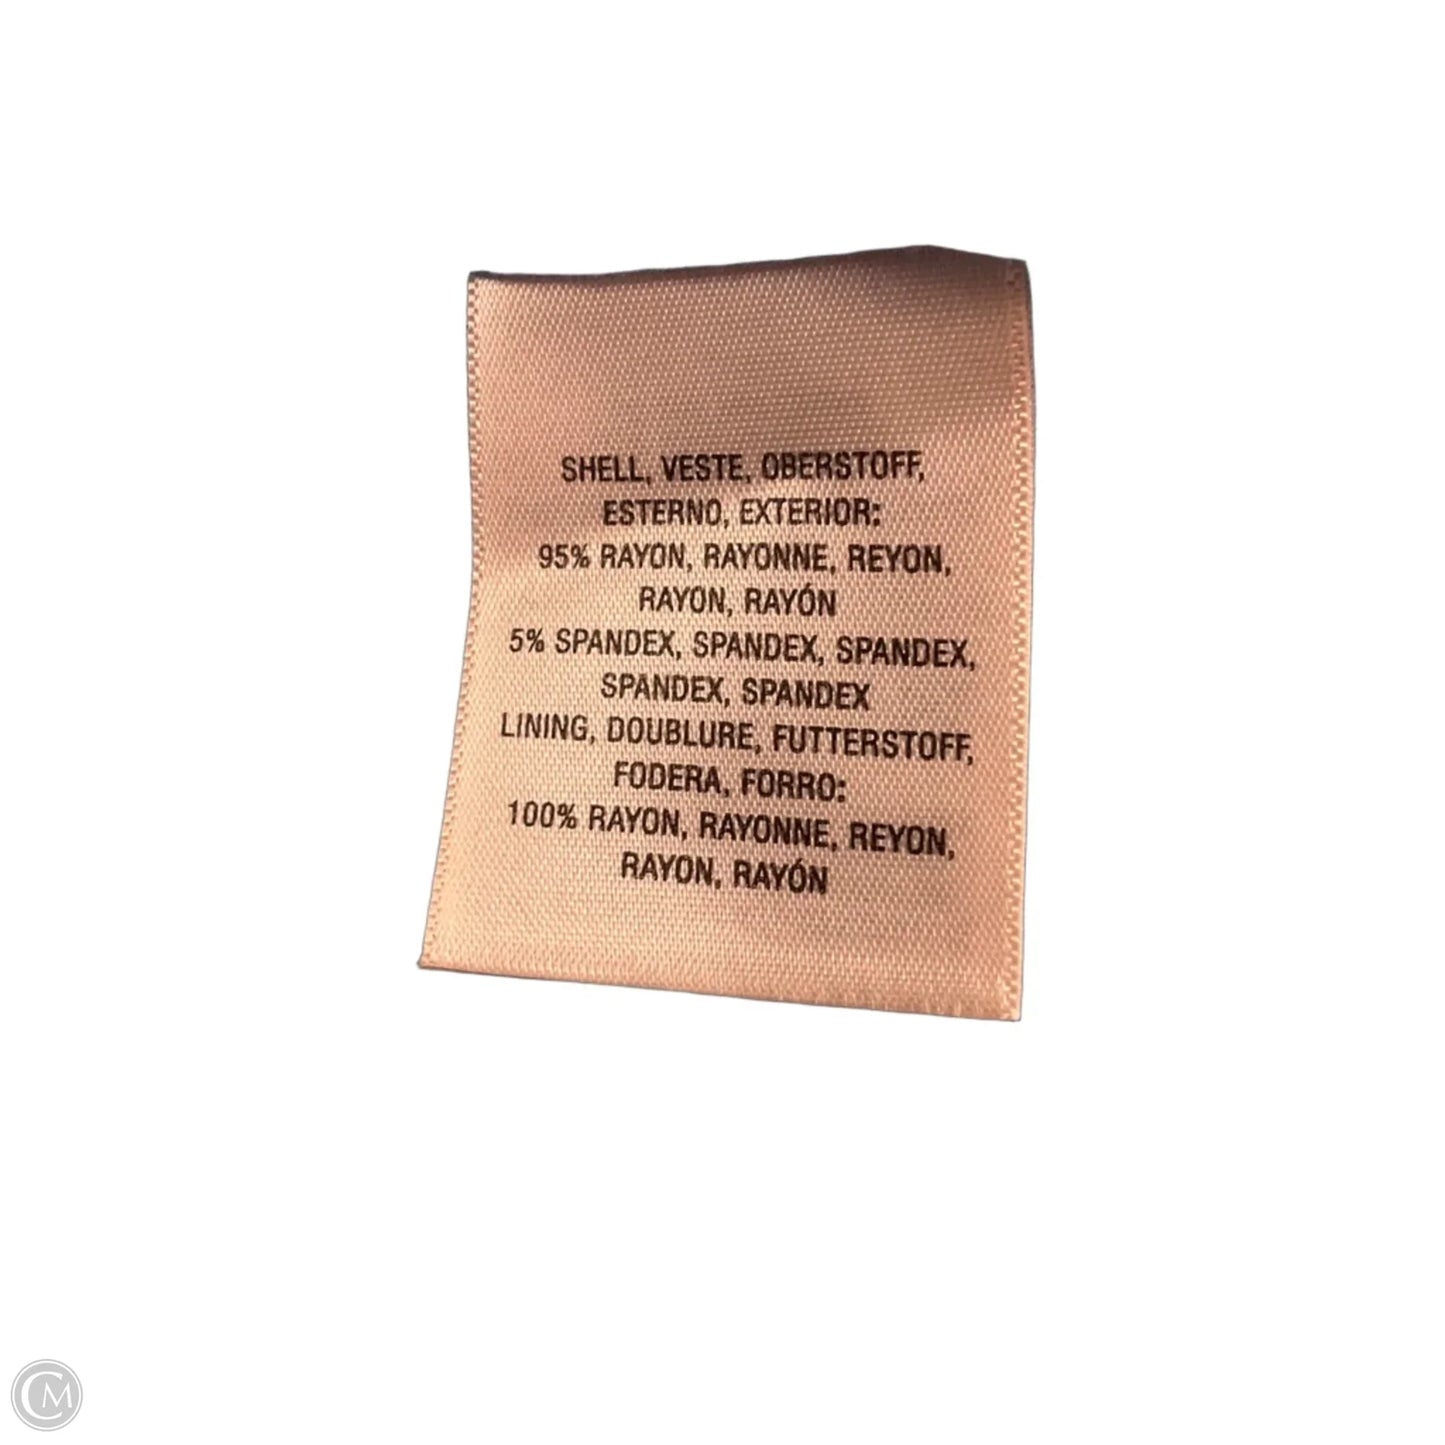 SHELL, VESTE, OBERSTOFF,
ESTERNO, EXTERIOR:
95% RAYON, RAYONNE, REYON,
RAYON, RAYÓN
5% SPANDEX, SPANDEX, SPANDEX,
SPANDEX, SPANDEX
LINING, DOUBLURE, FUTTERSTOFF,
FODERA, FORRO:
100% RAYON, RAYONNE, REYON,
RAYON, RAYÓN
CM